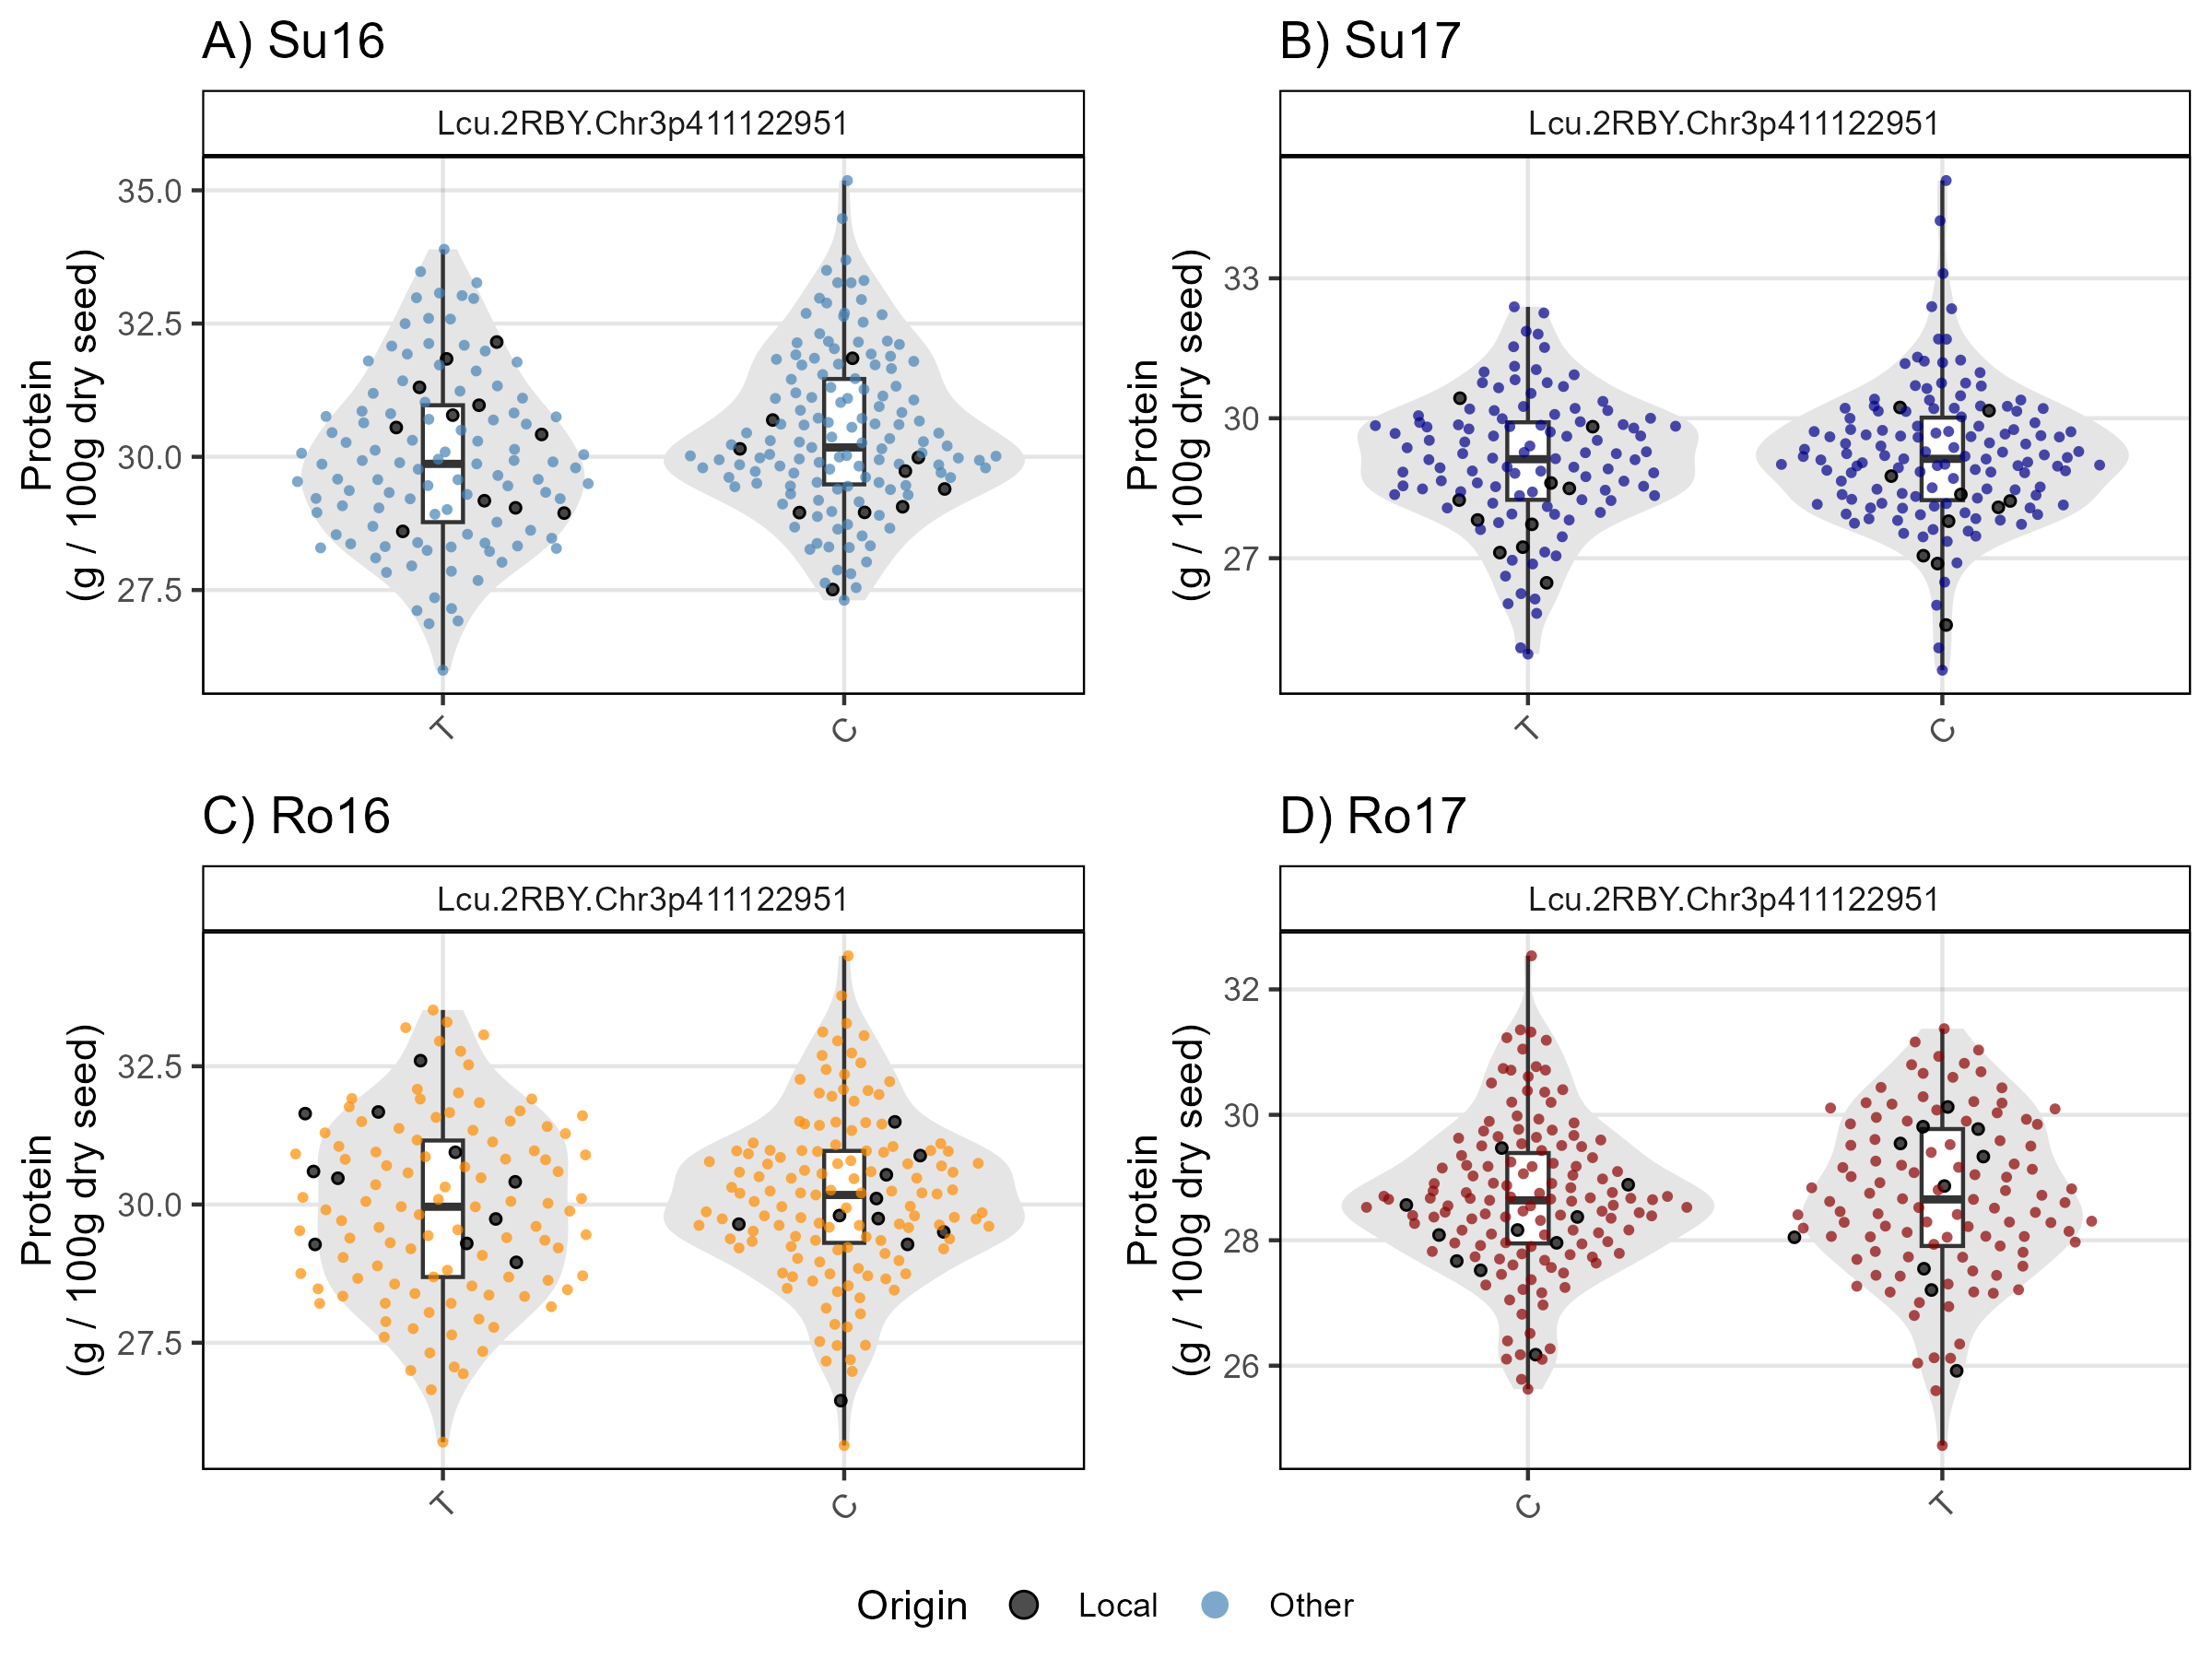 A) Su16
Lcu.2RBY.Chr3p411122951
Protein
(g / 100g dry seed)
35.0
32.5
30.0
27.5
T
C
B) Su17
Lcu.2RBY.Chr3p411122951
Protein
(g / 100g dry seed)
33
30
27
T
C
C) Ro16
Lcu.2RBY.Chr3p411122951
Protein
(g / 100g dry seed)
32.5
30.0
27.5
T
C
D) Ro17
Lcu.2RBY.Chr3p411122951
Protein
(g / 100g dry seed)
32
30
28
26
C
T
Origin Local Other